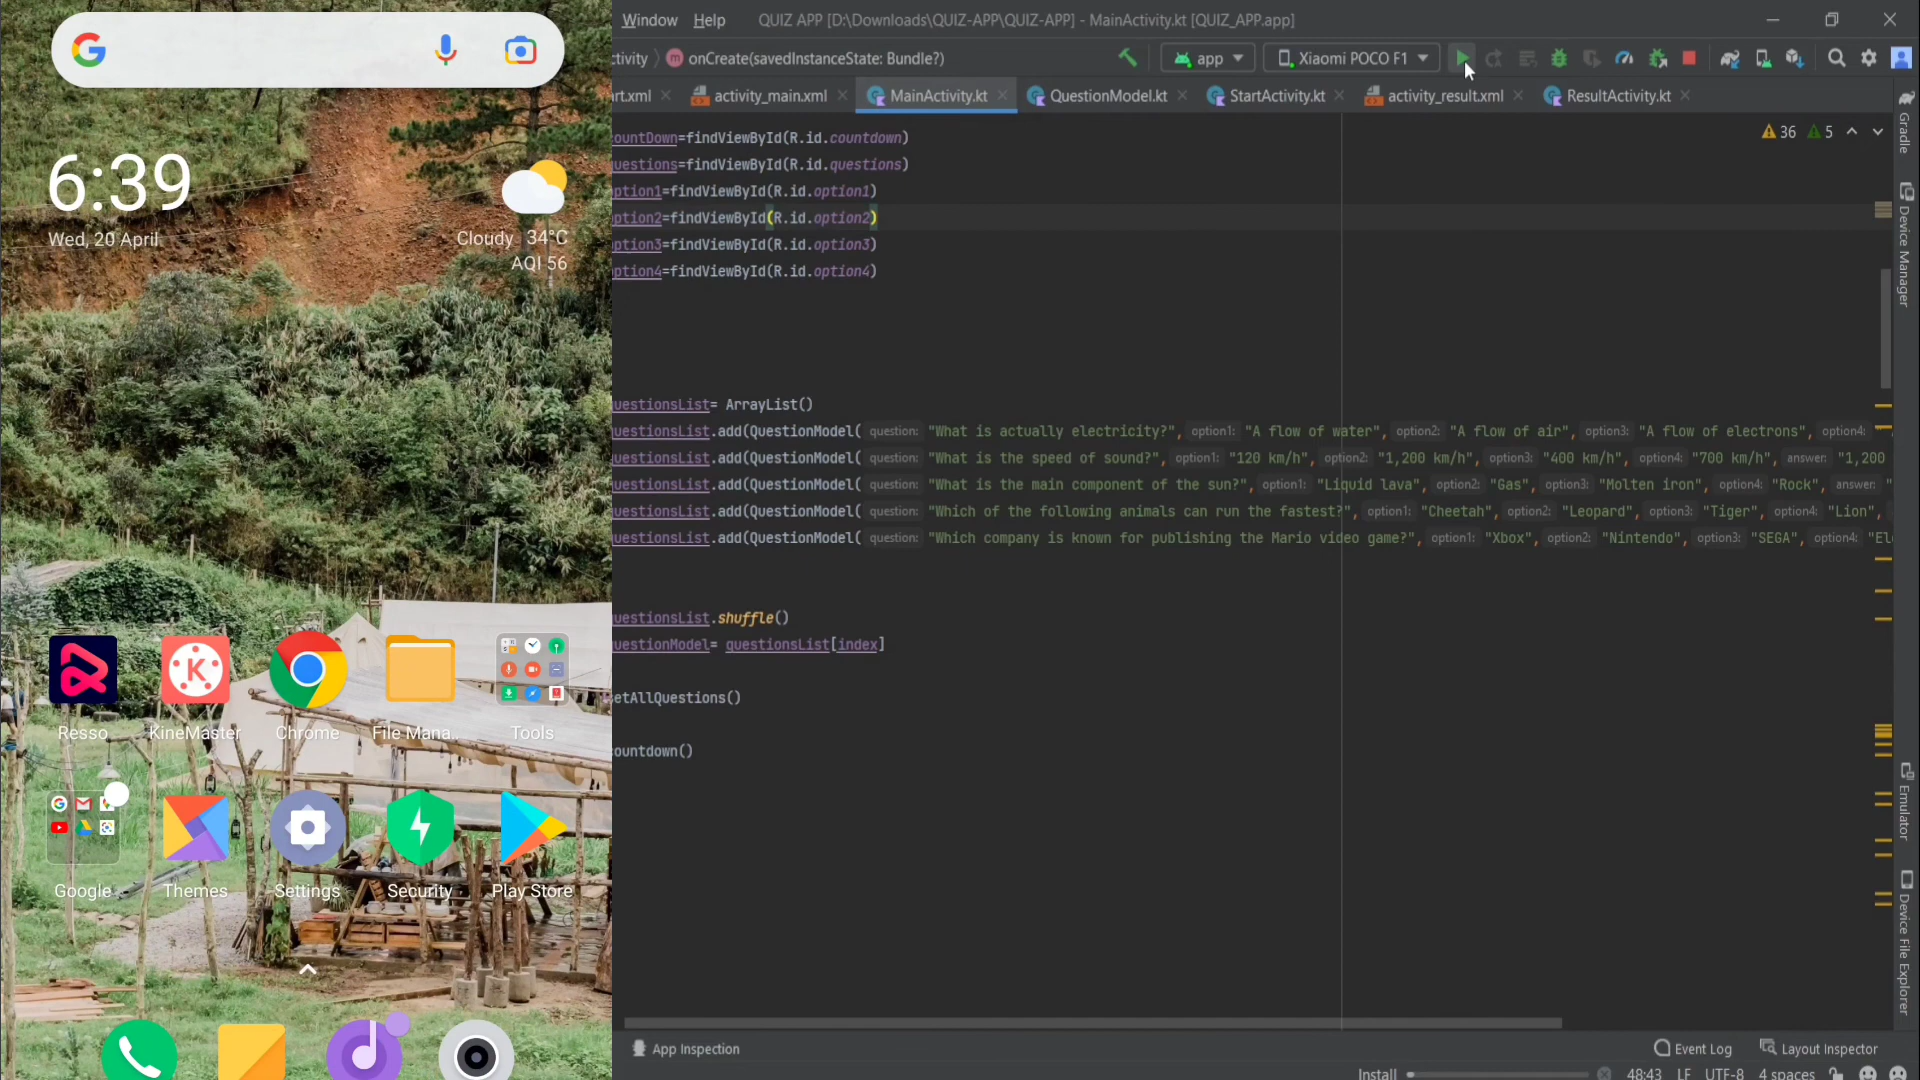 6:39
Wed, 20 April
Cloudy 34°C
AQI 56
Resso
KineMaster
Chrome
File Mana..
Tools
Google
Themes
Settings
Security
Play Store
Window Help QUIZ APP [D:\Downloads\QUIZ-APP\QUIZ-APP] - MainActivity.kt [QUIZ_APP.app]
ctivity onCreate(savedInstanceState: Bundle?) app Xiaomi POCO F1
rt.xml activity_main.xml MainActivity.kt QuestionModel.kt StartActivity.kt activity_result.xml ResultActivity.kt
36 5
ountDown=findViewById(R.id.countdown)
uestions=findViewById(R.id.questions)
ption1=findViewById(R.id.option1)
ption2=findViewById(R.id.option2)
ption3=findViewById(R.id.option3)
ption4=findViewById(R.id.option4)
uestionsList= ArrayList()
uestionsList.add(QuestionModel( question: "What is actually electricity?", option1: "A flow of water", option2: "A flow of air", option3: "A flow of electrons", option4: "
uestionsList.add(QuestionModel( question: "What is the speed of sound?", option1: "120 km/h", option2: "1,200 km/h", option3: "400 km/h", option4: "700 km/h", answer: "1,200
uestionsList.add(QuestionModel( question: "What is the main component of the sun?", option1: "Liquid lava", option2: "Gas", option3: "Molten iron", option4: "Rock", answer: "
uestionsList.add(QuestionModel( question: "Which of the following animals can run the fastest?", option1: "Cheetah", option2: "Leopard", option3: "Tiger", option4: "Lion",
uestionsList.add(QuestionModel( question: "Which company is known for publishing the Mario video game?", option1: "Xbox", option2: "Nintendo", option3: "SEGA", option4: "El
uestionsList.shuffle()
uestionModel= questionsList[index]
etAllQuestions()
ountdown()
Gradle
Device Manager
Emulator
Device File Explorer
App Inspection
Event Log
Layout Inspector
Install 48:43 LF UTF-8 4 spaces